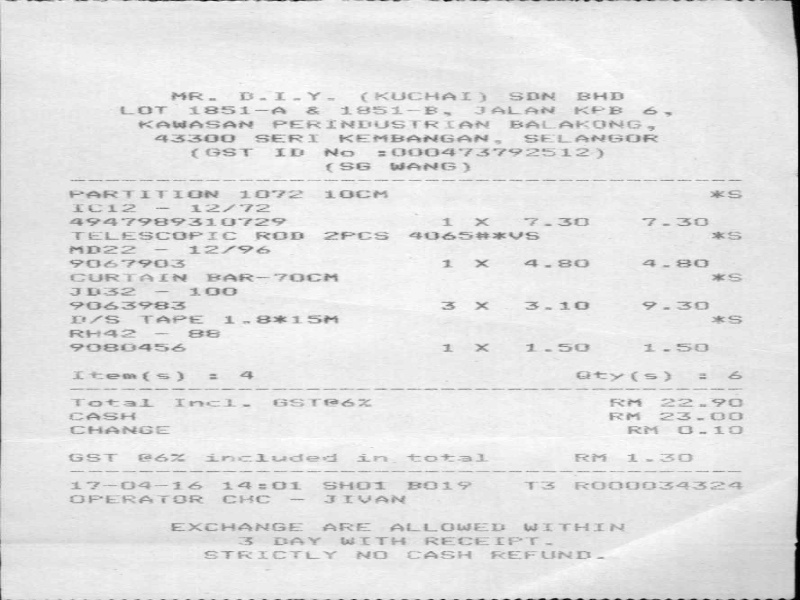 MR. D.I.Y. (KUCHAI) SDN BHD
LOT 1851-A & 1851-B, JALAN KPB 6,
KAWASAN PERINDUSTRIAN BALAKONG,
43300 SERI KEMBANGAN, SELANGOR
(GST ID No :000473792512)
(SG WANG)
PARTITION 1072 10CM *S
IC12 - 12/72
4947989310729 1 X 7.30 7.30
TELESCOPIC ROD 2PCS 4065#*VS *S
MD22 - 12/96
9067903 1 X 4.80 4.80
CURTAIN BAR-70CM *S
JD32 - 100
9063983 3 X 3.10 9.30
D/S TAPE 1.8*15M *S
RH42 - 88
9080456 1 X 1.50 1.50
Item(s) : 4 Qty(s) : 6
Total Incl. GST@6% RM 22.90
CASH RM 23.00
CHANGE RM 0.10
GST @6% included in total RM 1.30
17-04-16 14:01 SH01 B019 T3 R000034324
OPERATOR CHC - JIVAN
EXCHANGE ARE ALLOWED WITHIN
3 DAY WITH RECEIPT.
STRICTLY NO CASH REFUND.